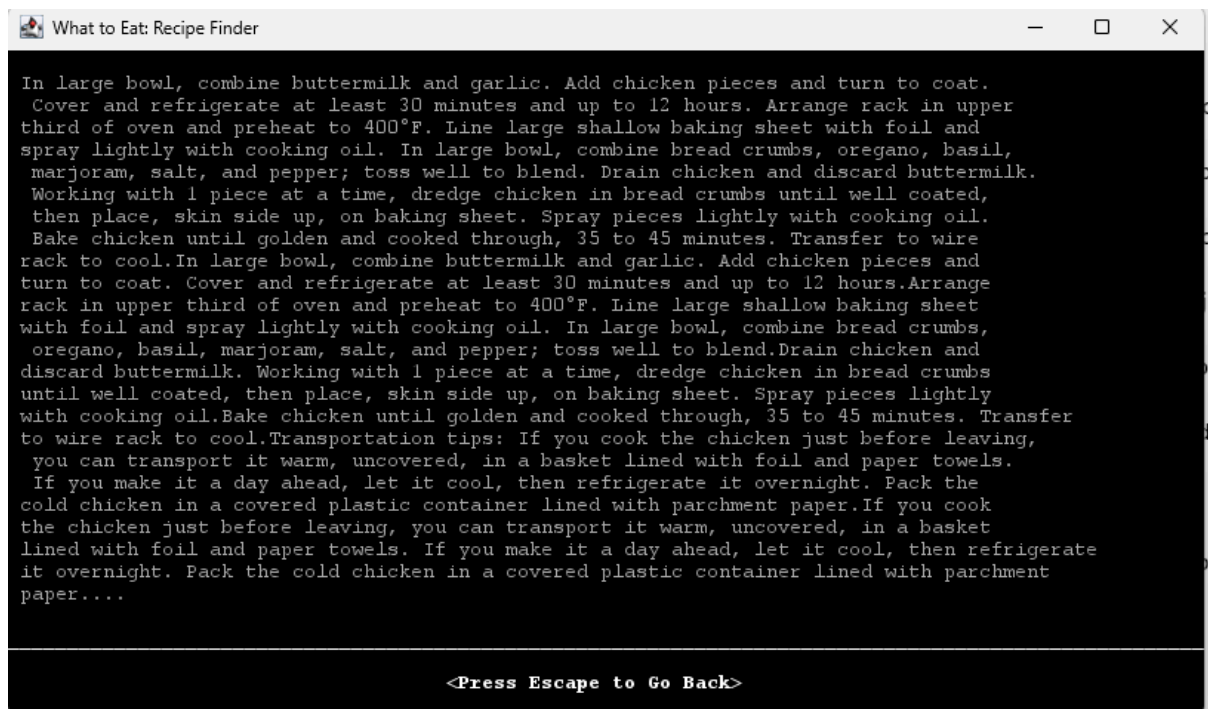 What to Eat: Recipe Finder
In large bowl, combine buttermilk and garlic. Add chicken pieces and turn to coat.
Cover and refrigerate at least 30 minutes and up to 12 hours. Arrange rack in upper
third of oven and preheat to 400°F. Line large shallow baking sheet with foil and
spray lightly with cooking oil. In large bowl, combine bread crumbs, oregano, basil,
marjoram, salt, and pepper; toss well to blend. Drain chicken and discard buttermilk.
Working with 1 piece at a time, dredge chicken in bread crumbs until well coated,
then place, skin side up, on baking sheet. Spray pieces lightly with cooking oil.
Bake chicken until golden and cooked through, 35 to 45 minutes. Transfer to wire
rack to cool.In large bowl, combine buttermilk and garlic. Add chicken pieces and
turn to coat. Cover and refrigerate at least 30 minutes and up to 12 hours.Arrange
rack in upper third of oven and preheat to 400°F. Line large shallow baking sheet
with foil and spray lightly with cooking oil. In large bowl, combine bread crumbs,
oregano, basil, marjoram, salt, and pepper; toss well to blend.Drain chicken and
discard buttermilk. Working with 1 piece at a time, dredge chicken in bread crumbs
until well coated, then place, skin side up, on baking sheet. Spray pieces lightly
with cooking oil.Bake chicken until golden and cooked through, 35 to 45 minutes. Transfer
to wire rack to cool.Transportation tips: If you cook the chicken just before leaving,
you can transport it warm, uncovered, in a basket lined with foil and paper towels.
If you make it a day ahead, let it cool, then refrigerate it overnight. Pack the
cold chicken in a covered plastic container lined with parchment paper.If you cook
the chicken just before leaving, you can transport it warm, uncovered, in a basket
lined with foil and paper towels. If you make it a day ahead, let it cool, then refrigerate
it overnight. Pack the cold chicken in a covered plastic container lined with parchment
paper....
<Press Escape to Go Back>